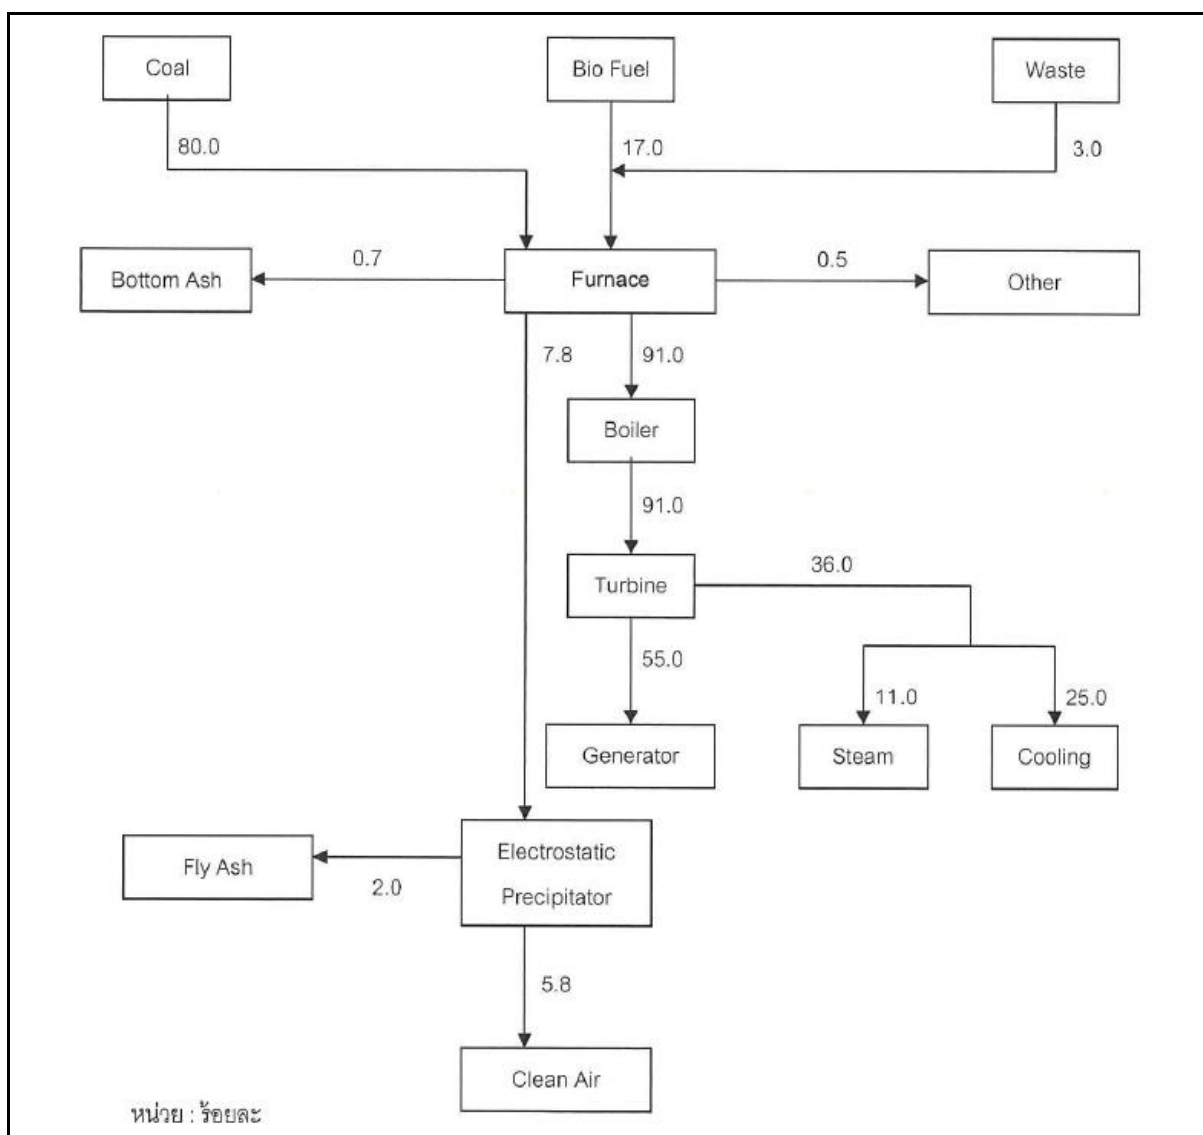 Coal
Bio Fuel
Waste
80.0
17.0
3.0
Bottom Ash
0.7
Furnace
0.5
Other
7.8
91.0
Boiler
91.0
Turbine
36.0
55.0
11.0
25.0
Generator
Steam
Cooling
Fly Ash
2.0
Electrostatic
Precipitator
5.8
Clean Air
หน่วย : ร้อยละ